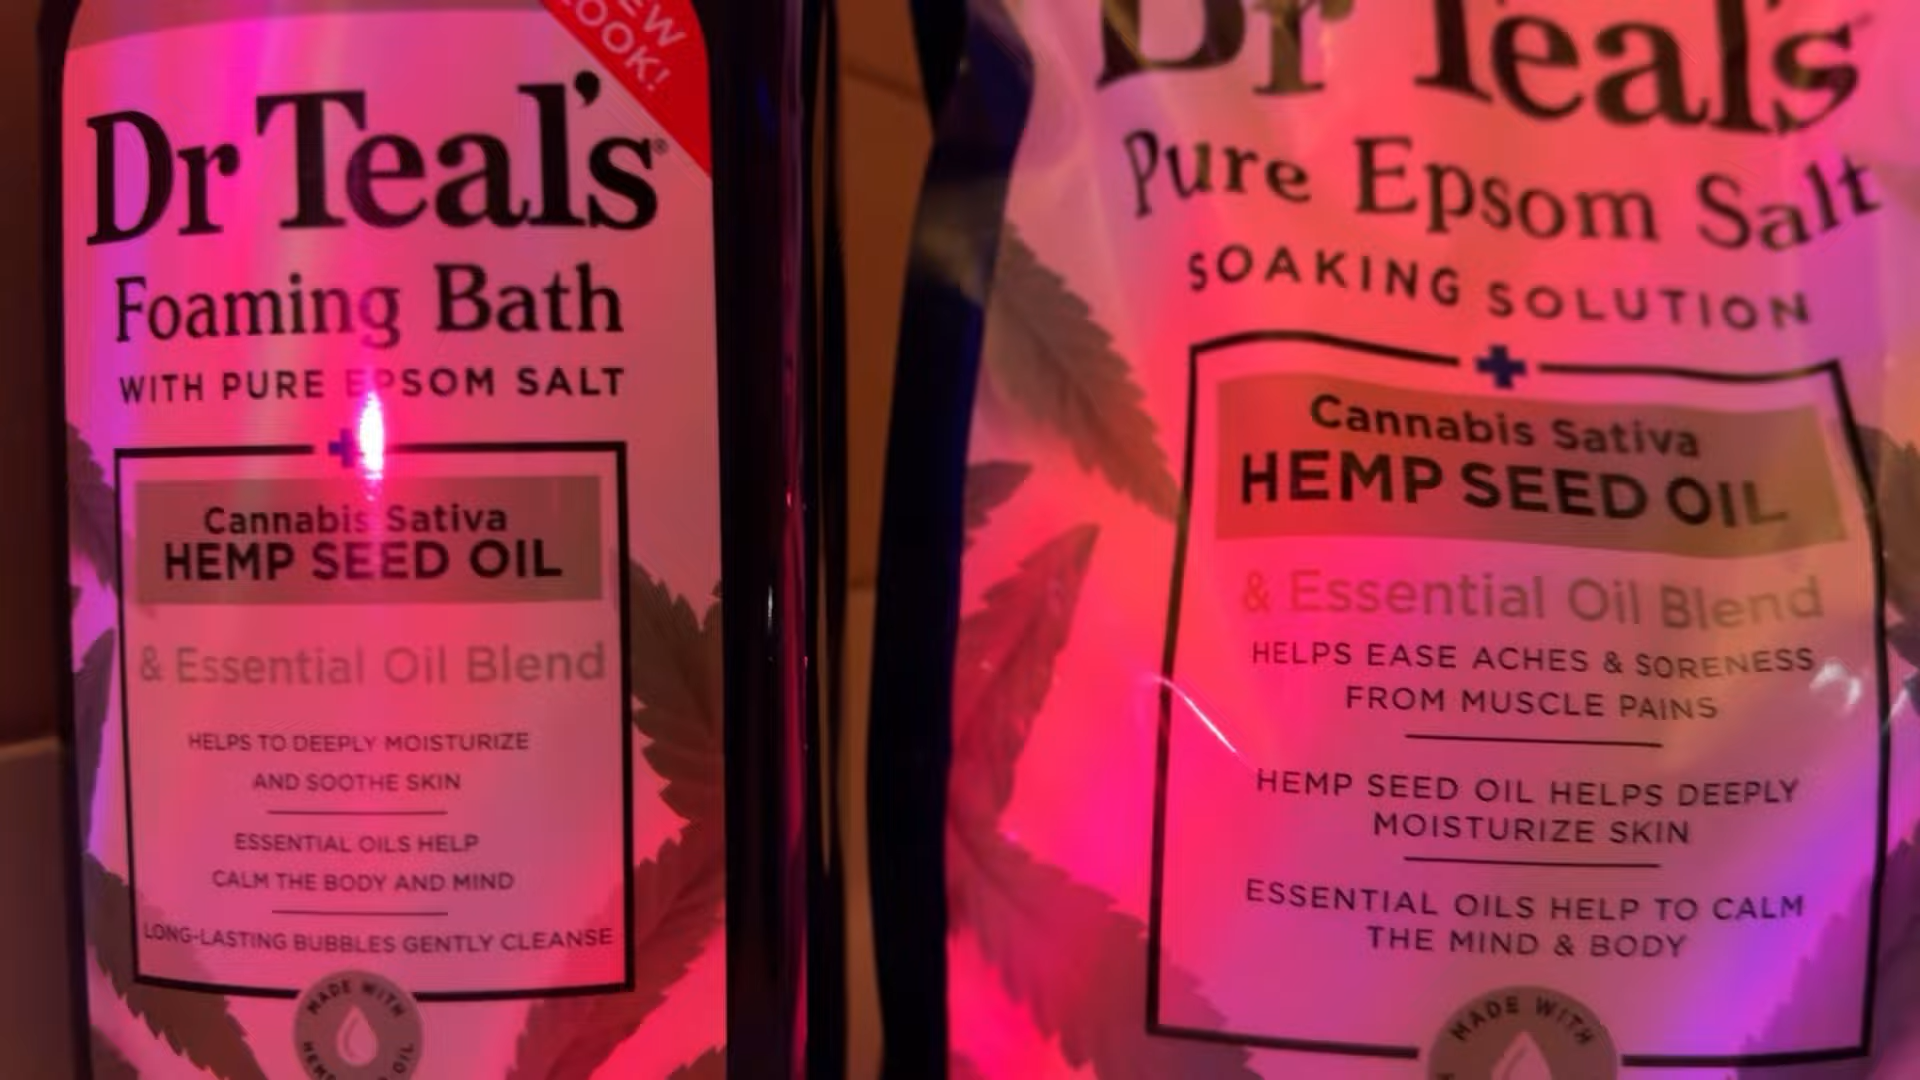 NEW
LOOK!
Dr Teal's®
Foaming Bath
WITH PURE EPSOM SALT
Cannabis Sativa
HEMP SEED OIL
& Essential Oil Blend
HELPS TO DEEPLY MOISTURIZE
AND SOOTHE SKIN
ESSENTIAL OILS HELP
CALM THE BODY AND MIND
LONG-LASTING BUBBLES GENTLY CLEANSE
MADE WITH
Dr Teal's
Pure Epsom Salt
SOAKING SOLUTION
Cannabis Sativa
HEMP SEED OIL
& Essential Oil Blend
HELPS EASE ACHES & SORENESS
FROM MUSCLE PAINS
HEMP SEED OIL HELPS DEEPLY
MOISTURIZE SKIN
ESSENTIAL OILS HELP TO CALM
THE MIND & BODY
MADE WITH